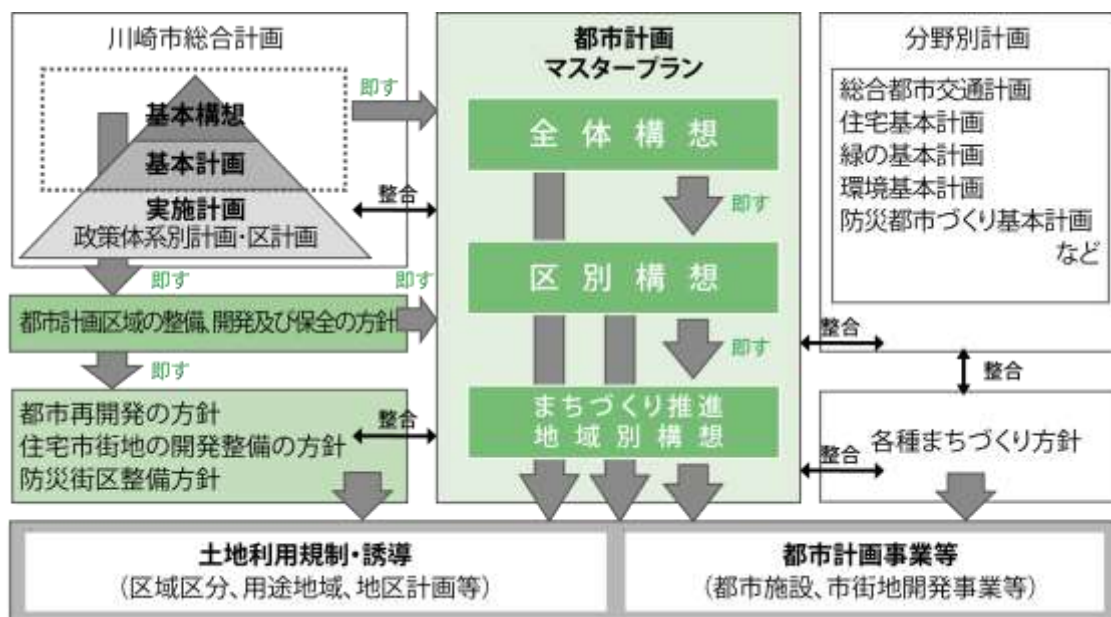 川崎市総合計画
基本構想
基本計画
実施計画
政策体系別計画・区計画
即す
整合
即す
即す
都市計画区域の整備、開発及び保全の方針
即す
都市再開発の方針
住宅市街地の開発整備の方針
防災街区整備方針
整合
都市計画
マスタープラン
全体構想
即す
区別構想
即す
まちづくり推進
地域別構想
分野別計画
総合都市交通計画
住宅基本計画
緑の基本計画
環境基本計画
防災都市づくり基本計画
など
整合
整合
整合
各種まちづくり方針
土地利用規制・誘導
（区域区分、用途地域、地区計画等）
都市計画事業等
（都市施設、市街地開発事業等）